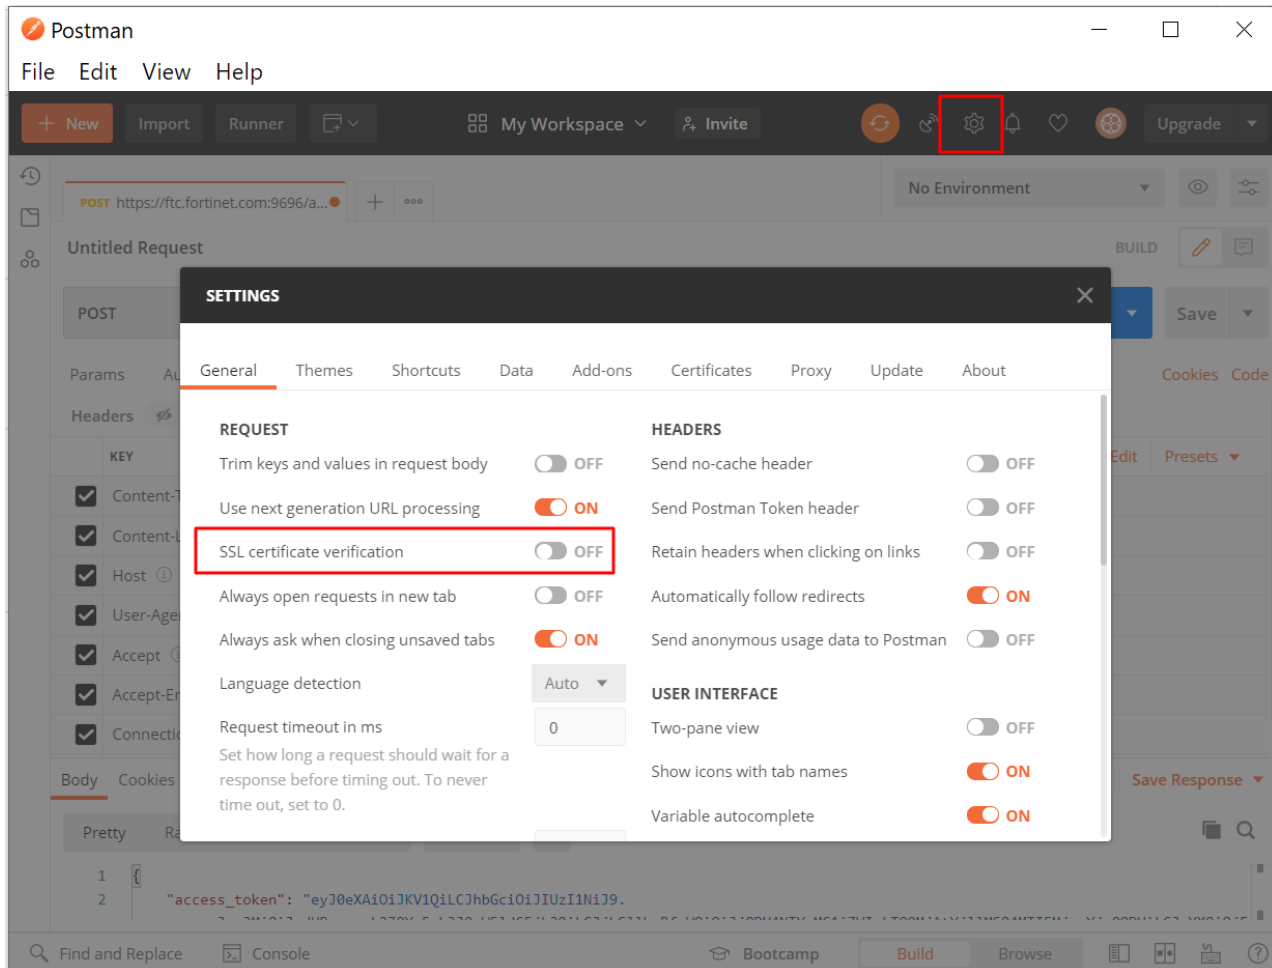 Postman
File Edit View Help
New Import Runner My Workspace Invite Upgrade
POST https://ftc.fortinet.com:9696/a... No Environment
Untitled Request BUILD
POST Save
SETTINGS
Params Cookies Code
General Themes Shortcuts Data Add-ons Certificates Proxy Update About
Headers
KEY Edit Presets
REQUEST
Trim keys and values in request body OFF
Use next generation URL processing ON
SSL certificate verification OFF
Always open requests in new tab OFF
Always ask when closing unsaved tabs ON
Language detection Auto
Request timeout in ms 0
Set how long a request should wait for a
response before timing out. To never
time out, set to 0.
HEADERS
Send no-cache header OFF
Send Postman Token header OFF
Retain headers when clicking on links OFF
Automatically follow redirects ON
Send anonymous usage data to Postman OFF
USER INTERFACE
Two-pane view OFF
Show icons with tab names ON
Variable autocomplete ON
Content-T
Content-L
Host
User-Agen
Accept
Accept-En
Connectio
Body Cookies Save Response
Pretty Ra
1 {
2 "access_token": "eyJ0eXAiOiJKV1QiLCJhbGciOiJIUzI1NiJ9.
Find and Replace Console Bootcamp Build Browse